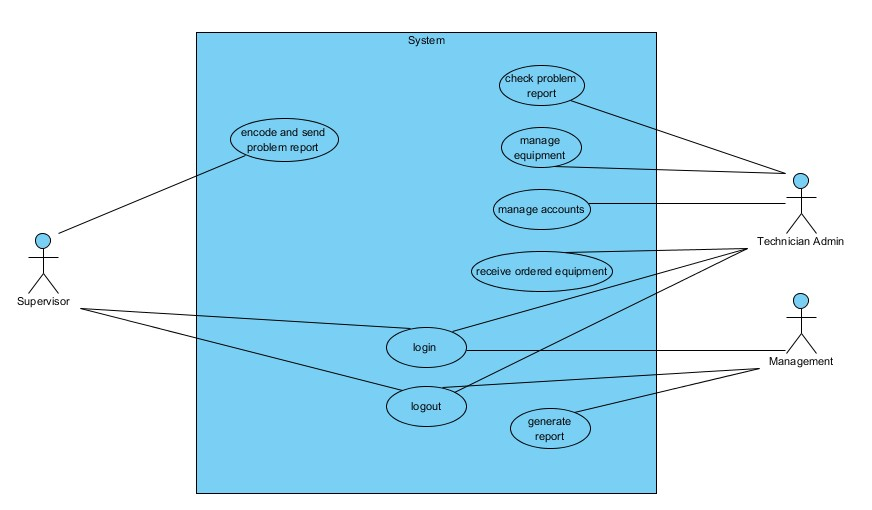 System
check problem
report
encode and send
problem report
manage
equipment
manage accounts
Technician Admin
receive ordered equipment
Supervisor
login
Management
logout
generate
report